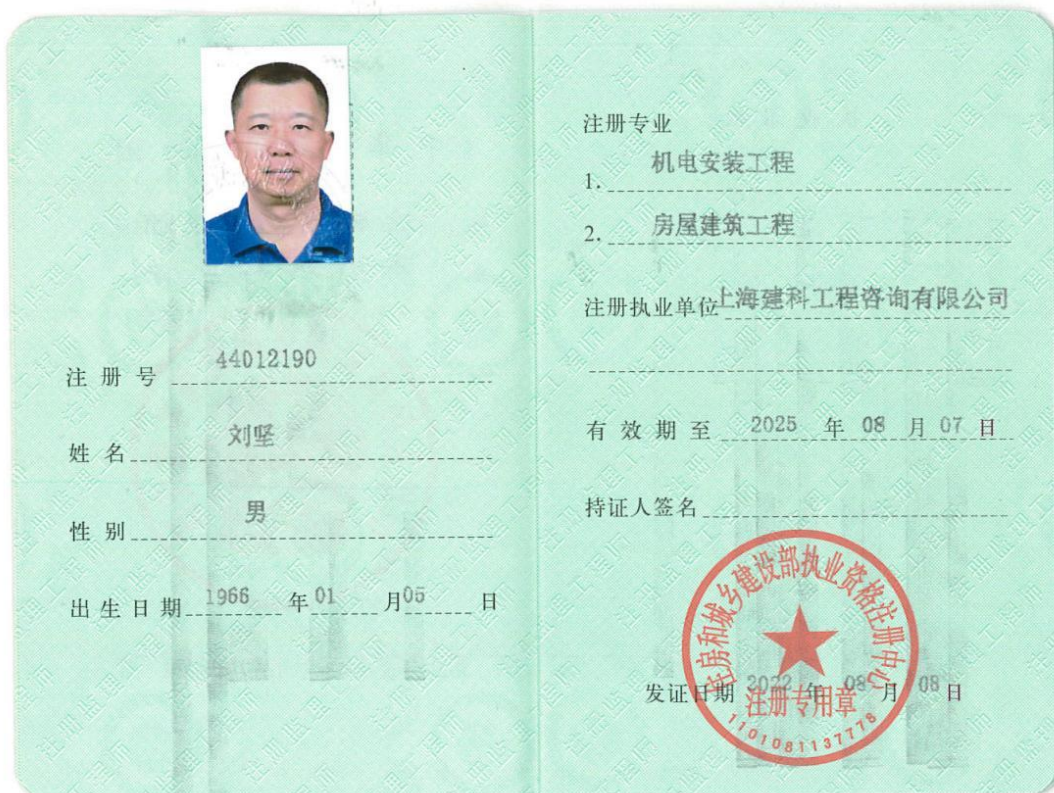 注册号 44012190
姓名 刘坚
性别 男
出生日期 1966 年 01 月 05 日
注册专业
1. 机电安装工程
2. 房屋建筑工程
注册执业单位 上海建科工程咨询有限公司
有效期至 2025 年 08 月 07 日
持证人签名
住房和城乡建设部执业资格注册中心
发证日期 2022 年 08 月 08 日
注册专用章
1101081137778